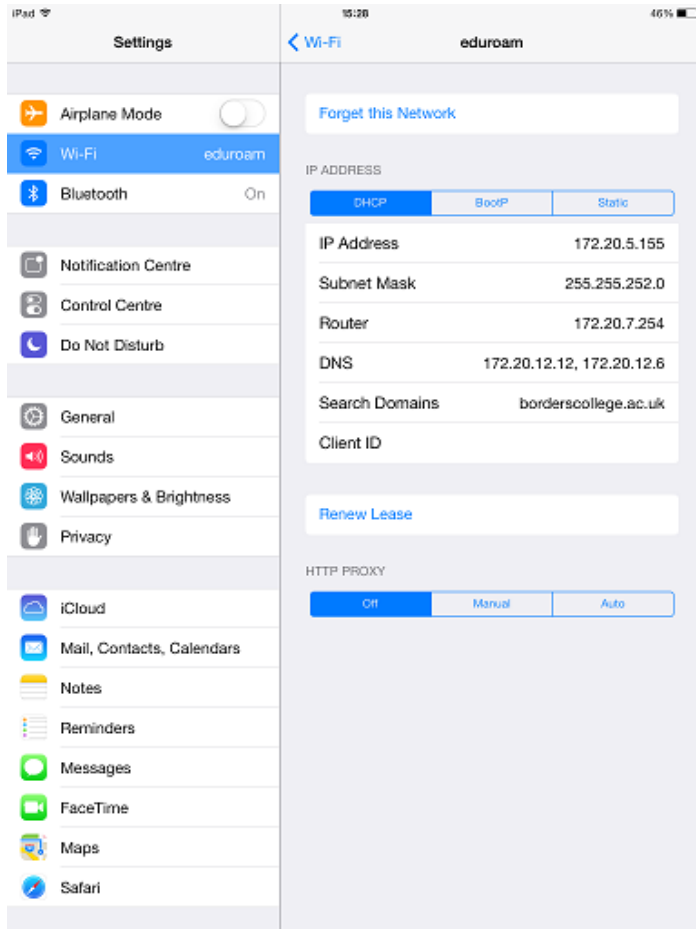 iPad 15:28 46%
Settings
Wi-Fi eduroam
Airplane Mode
Wi-Fi eduroam
Bluetooth On
Notification Centre
Control Centre
Do Not Disturb
General
Sounds
Wallpapers & Brightness
Privacy
iCloud
Mail, Contacts, Calendars
Notes
Reminders
Messages
FaceTime
Maps
Safari
Forget this Network
IP ADDRESS
DHCP BootP Static
IP Address 172.20.5.155
Subnet Mask 255.255.252.0
Router 172.20.7.254
DNS 172.20.12.12, 172.20.12.6
Search Domains borderscollege.ac.uk
Client ID
Renew Lease
HTTP PROXY
Off Manual Auto